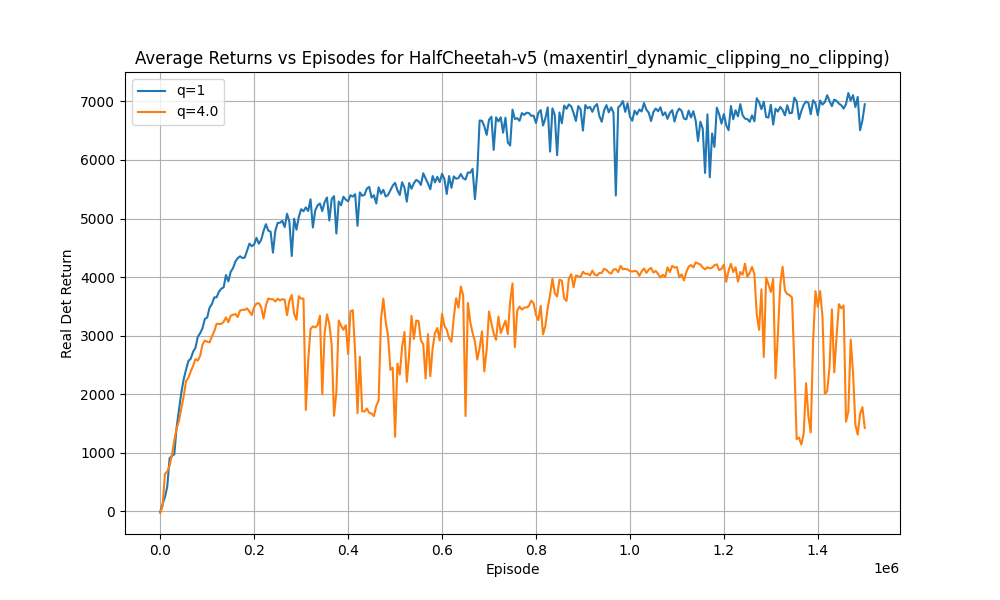 Average Returns vs Episodes for HalfCheetah-v5 (maxentirl_dynamic_clipping_no_clipping)
q=1
q=4.0
Real Det Return
7000
6000
5000
4000
3000
2000
1000
0
0.0 0.2 0.4 0.6 0.8 1.0 1.2 1.4
1e6
Episode